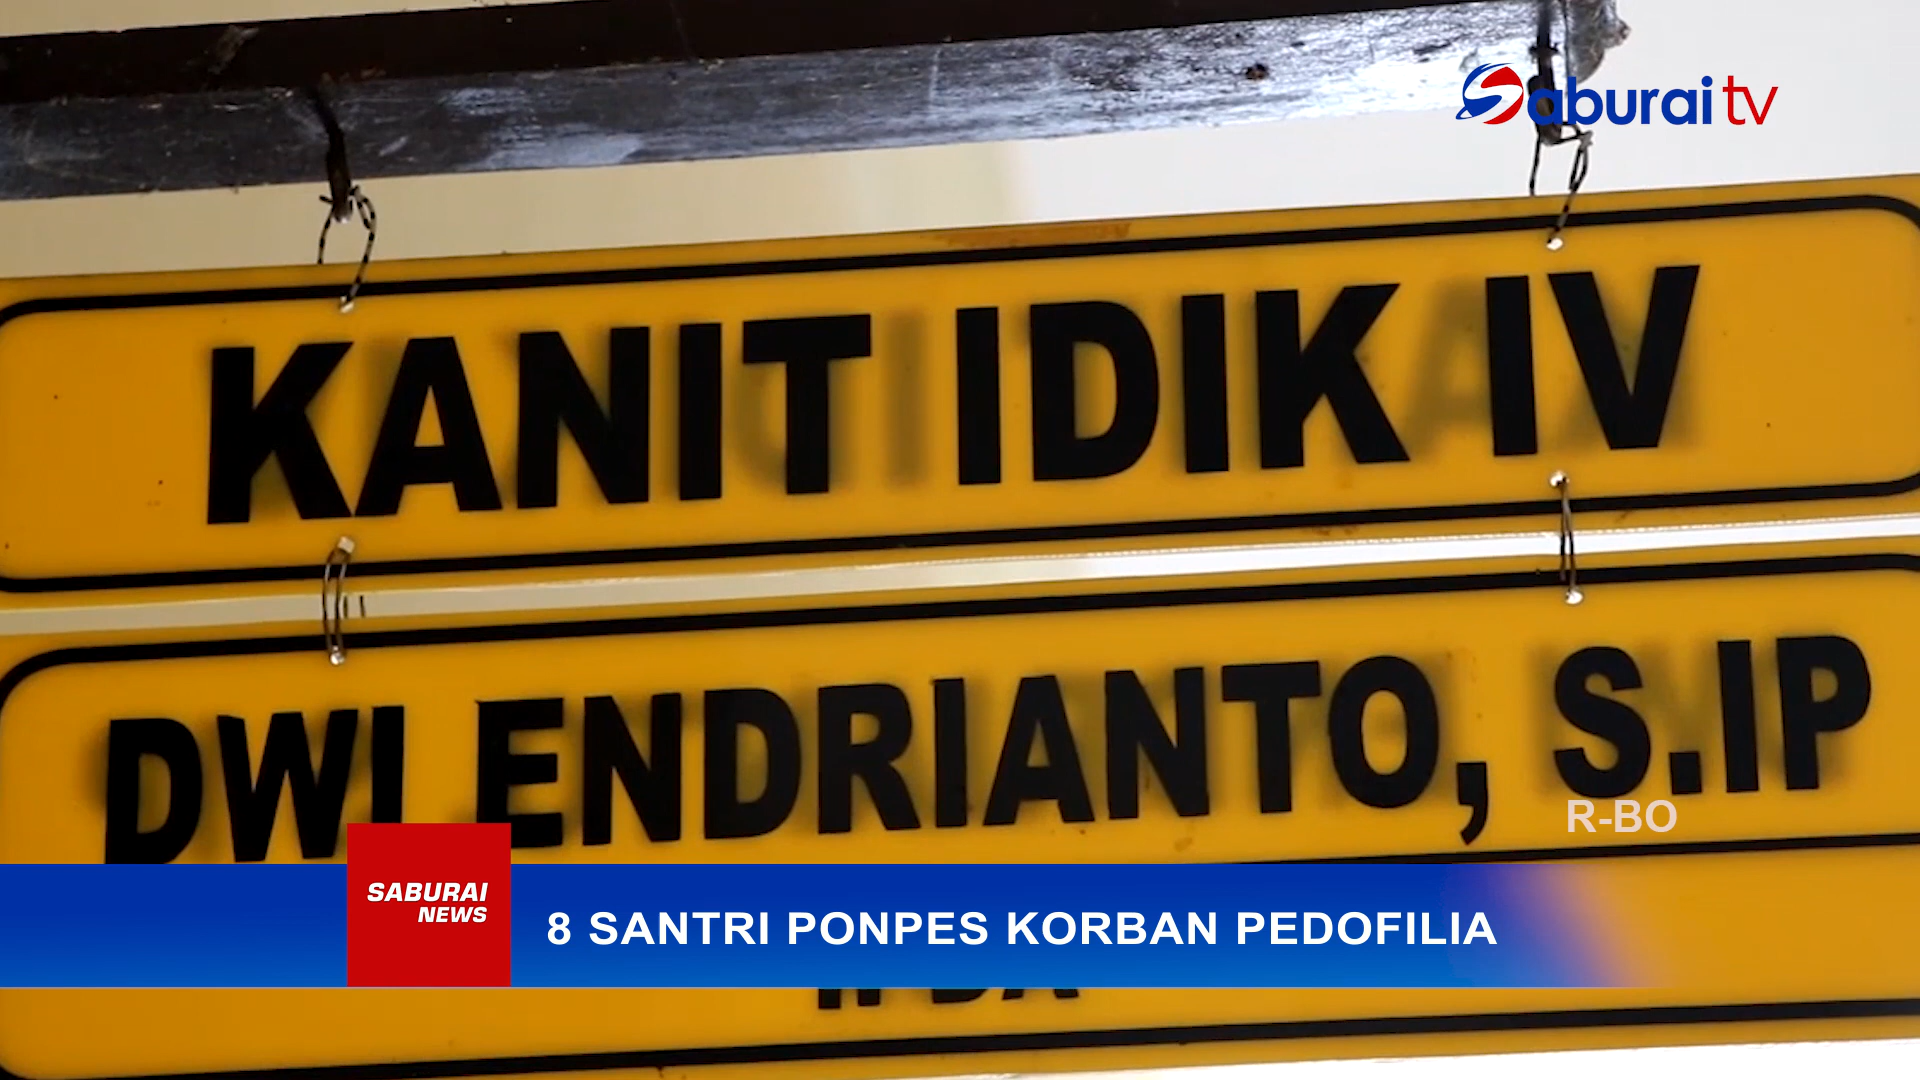 Saburai tv
KANIT IDIK IV
DWI ENDRIANTO, S.IP
R-BO
SABURAI
NEWS
8 SANTRI PONPES KORBAN PEDOFILIA